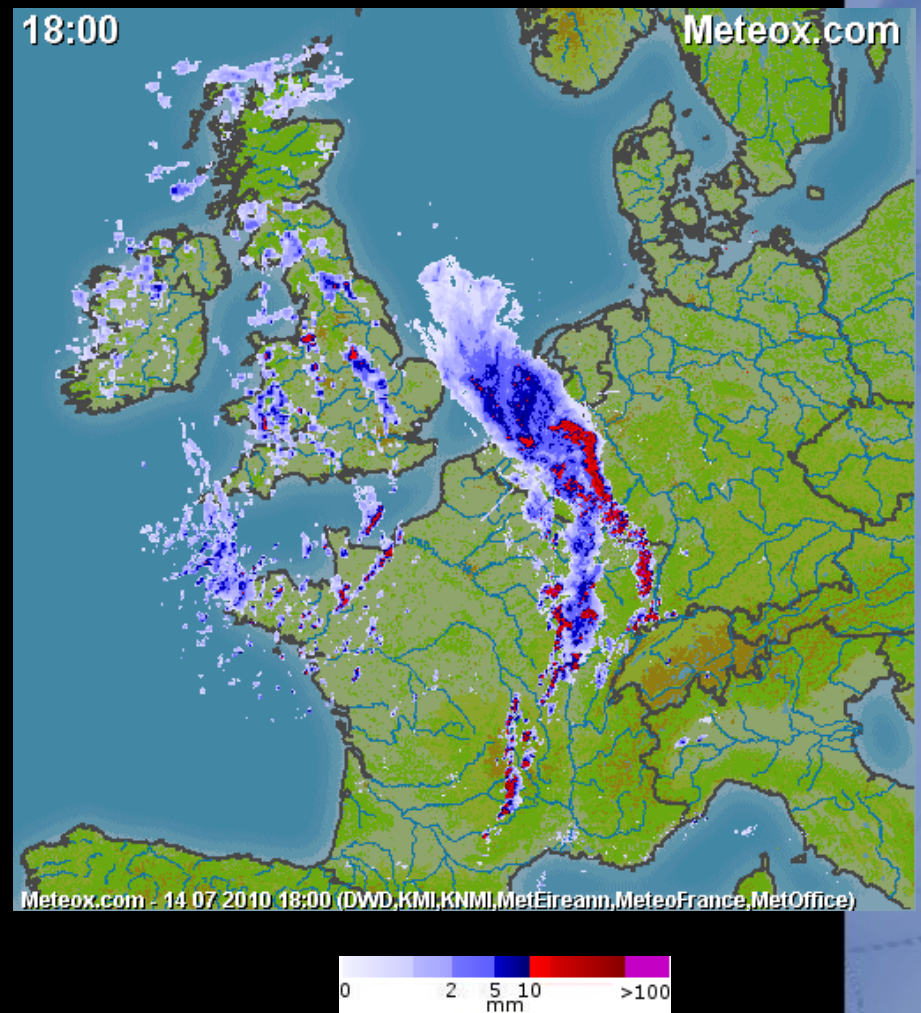 18:00 Meteox.com
Meteox.com - 14 07 2010 18:00 (DWD,KMI,KNMI,MetEireann,MeteoFrance,MetOffice)
0 2 5 10 >100
mm